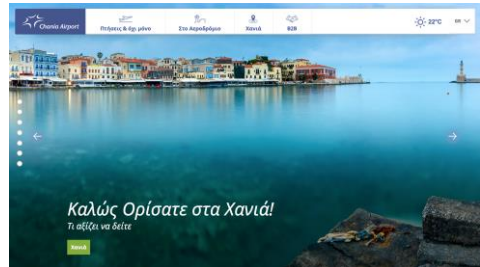 Chania Airport
Πτήσεις & όχι μόνο
Στο Αεροδρόμιο
Χανιά
B2B
22°C
Καλώς Ορίσατε στα Χανιά!
Τι αξίζει να δείτε
Χανιά